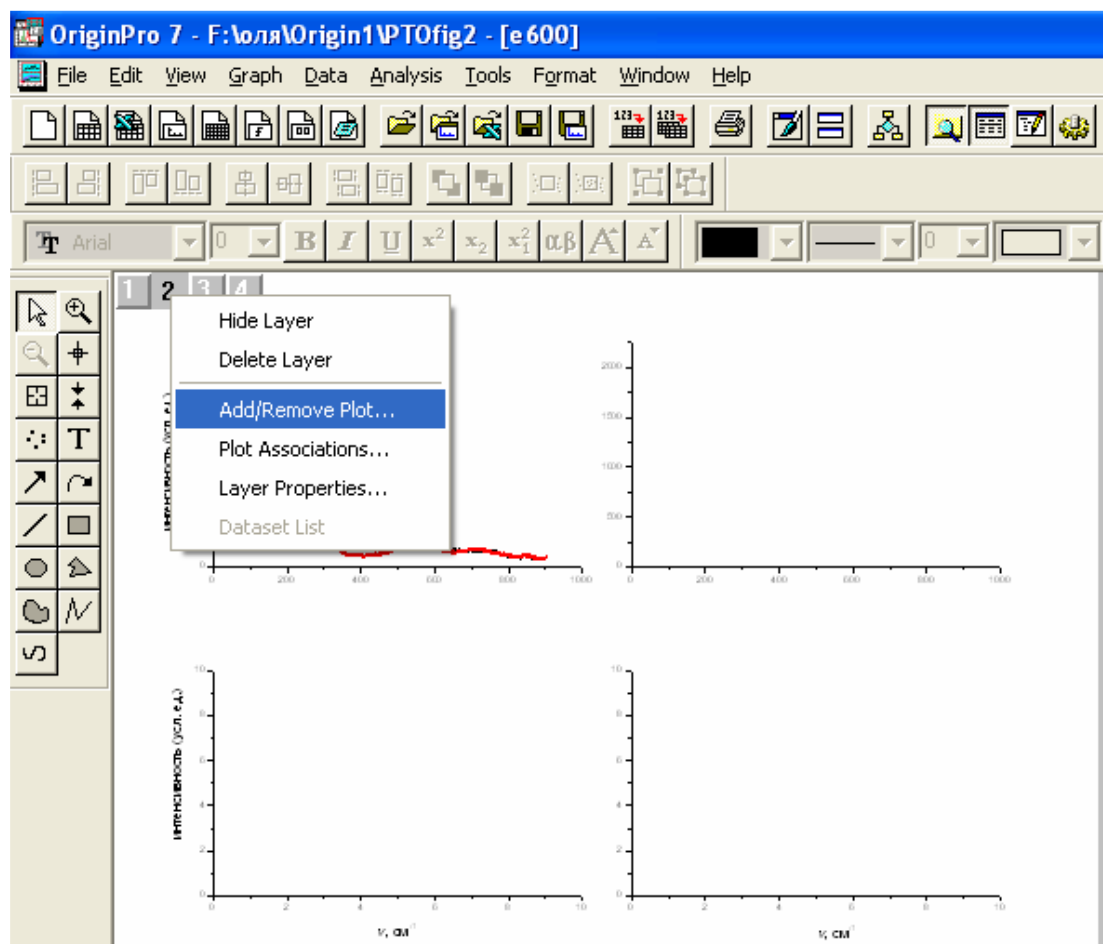 OriginPro 7 - F:\оля\Origin1\PTOfig2 - [e600]
File Edit View Graph Data Analysis Tools Format Window Help
Arial 0 B I U x² x₂ αβ A A 0
1 2 3 4
Hide Layer
Delete Layer
Add/Remove Plot...
Plot Associations...
Layer Properties...
Dataset List
2000
1500
1000
500
0
0 200 400 600 800 1000
0
0 200 400 600 800 1000
интенсивность (усл. ед.)
10
8
6
4
2
0
0 2 4 6 8 10
ν, см⁻¹
10
8
6
4
2
0
0 2 4 6 8 10
ν, см⁻¹